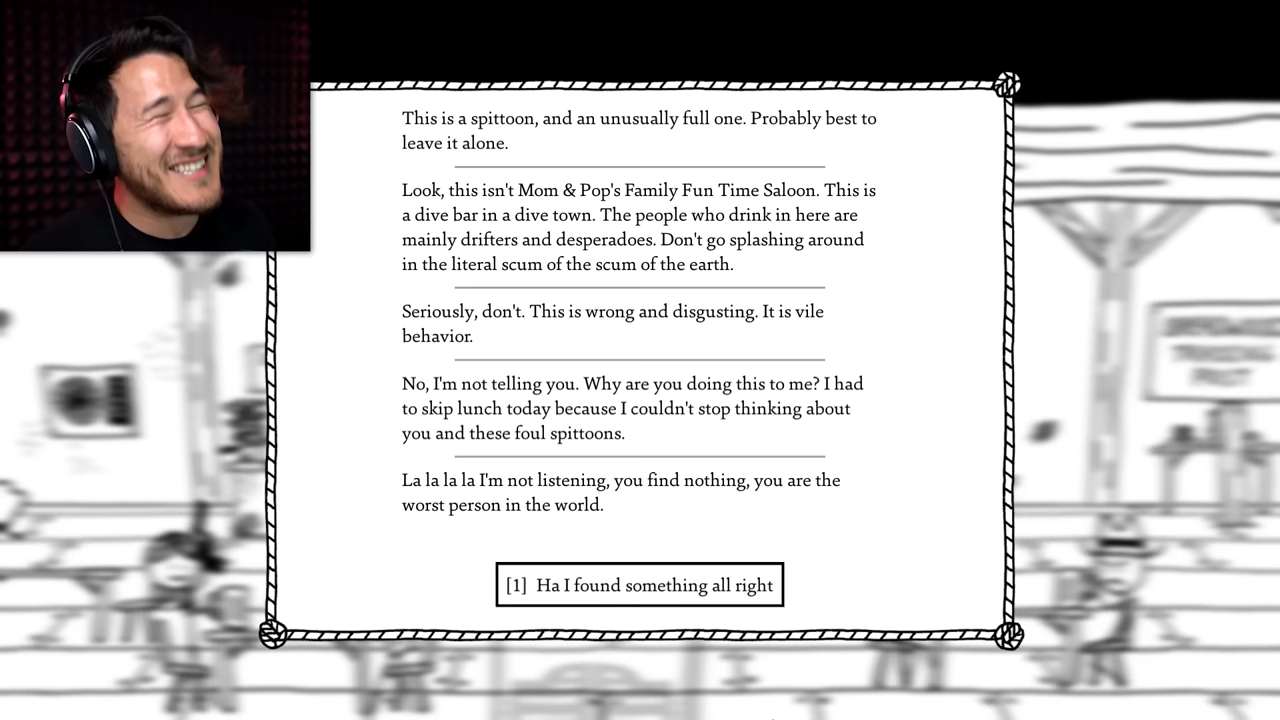 This is a spittoon, and an unusually full one. Probably best to
leave it alone.
Look, this isn't Mom & Pop's Family Fun Time Saloon. This is
a dive bar in a dive town. The people who drink in here are
mainly drifters and desperadoes. Don't go splashing around
in the literal scum of the scum of the earth.
Seriously, don't. This is wrong and disgusting. It is vile
behavior.
No, I'm not telling you. Why are you doing this to me? I had
to skip lunch today because I couldn't stop thinking about
you and these foul spittoons.
La la la la I'm not listening, you find nothing, you are the
worst person in the world.
[1] Ha I found something all right